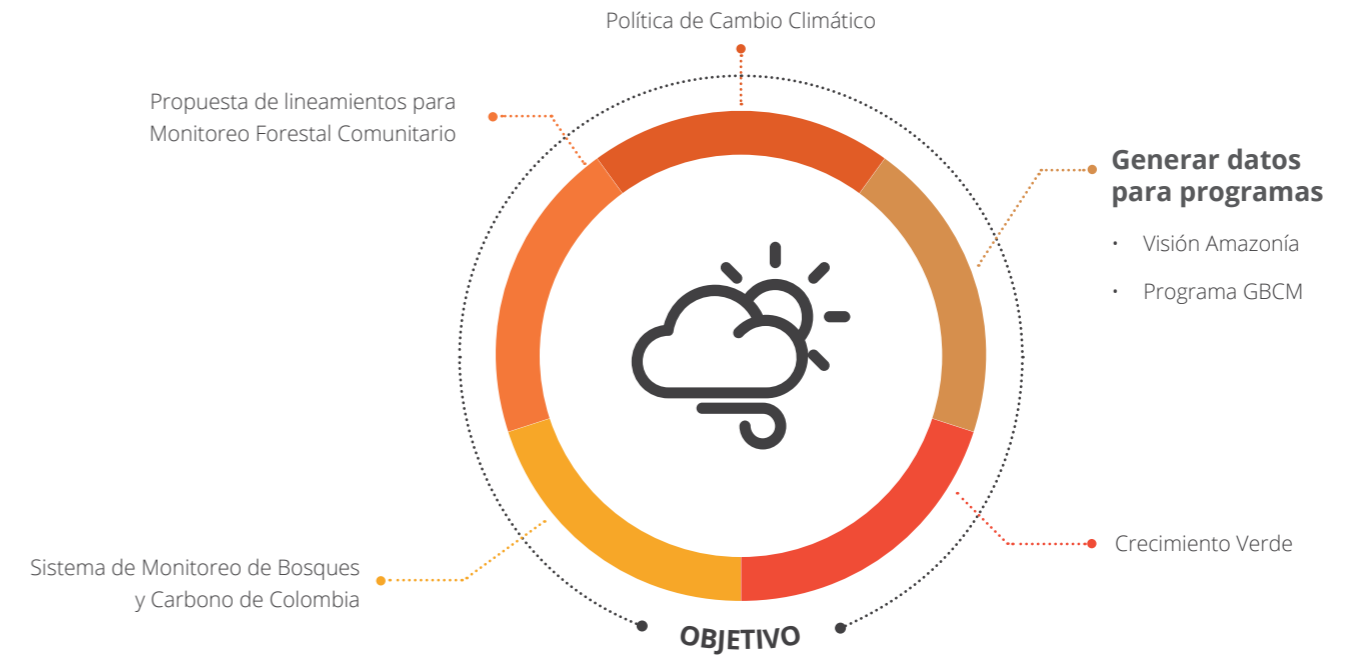 Política de Cambio Climático
Propuesta de lineamientos para
Monitoreo Forestal Comunitario
Generar datos
para programas
• Visión Amazonía
• Programa GBCM
Crecimiento Verde
Sistema de Monitoreo de Bosques
y Carbono de Colombia
OBJETIVO